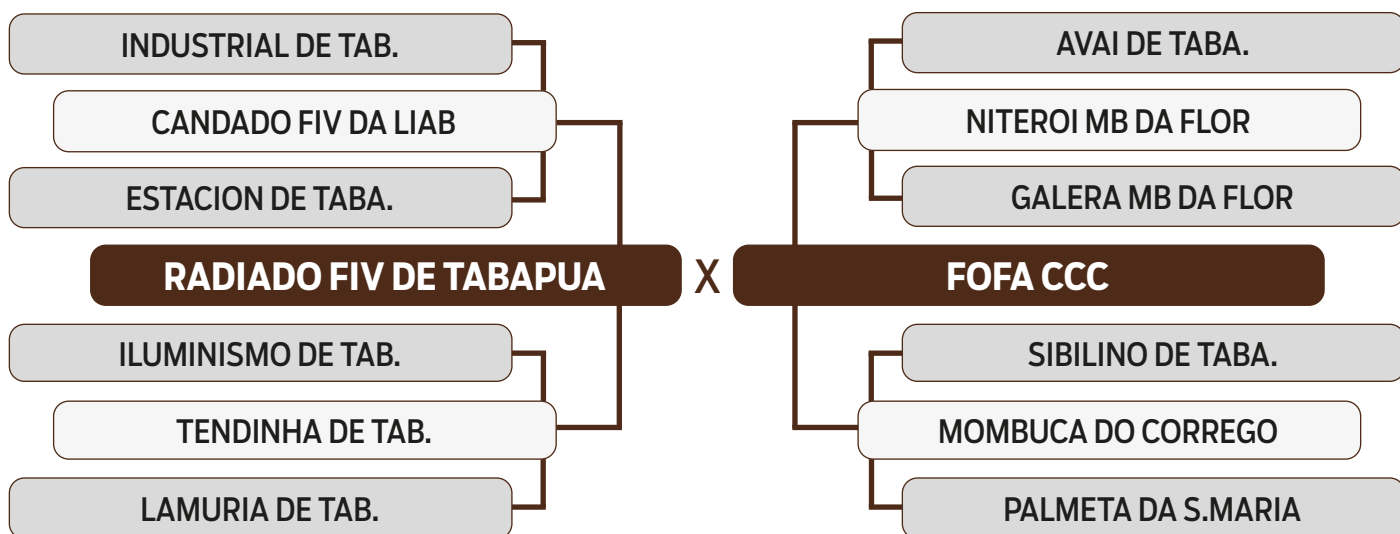 INDUSTRIAL DE TAB.
AVAI DE TABA.
CANDADO FIV DA LIAB
NITEROI MB DA FLOR
ESTACION DE TABA.
GALERA MB DA FLOR
RADIADO FIV DE TABAPUA X FOFA CCC
ILUMINISMO DE TAB.
SIBILINO DE TABA.
TENDINHA DE TAB.
MOMBUCA DO CORREGO
LAMURIA DE TAB.
PALMETA DA S.MARIA